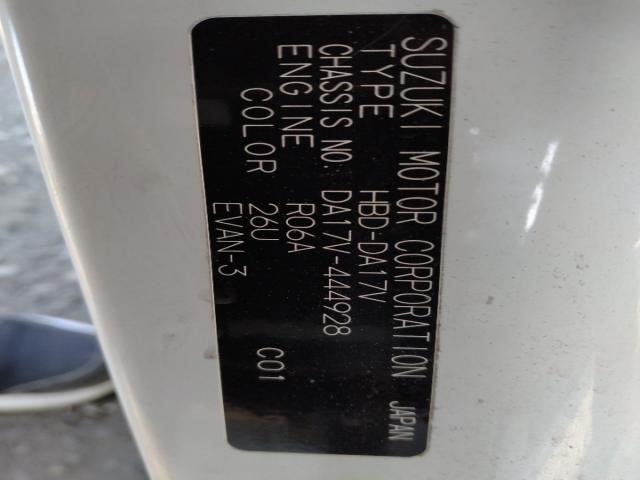 SUZUKI MOTOR CORPORATION JAPAN
TYPE HBD-DA17V
CHASSIS NO. DA17V-444928
ENGINE R06A
COLOR 26U
EVAN-3 C01